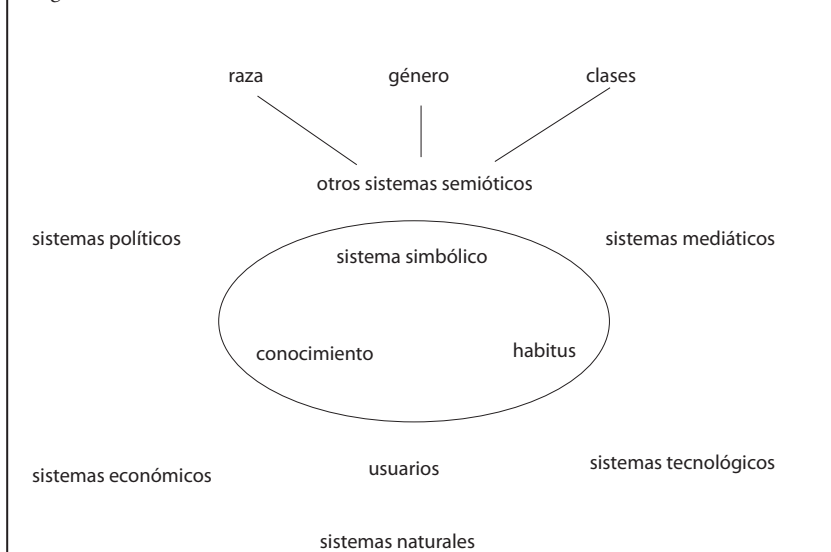 raza género clases
otros sistemas semióticos
sistemas políticos sistemas mediáticos
sistema simbólico
conocimiento habitus
sistemas económicos usuarios sistemas tecnológicos
sistemas naturales